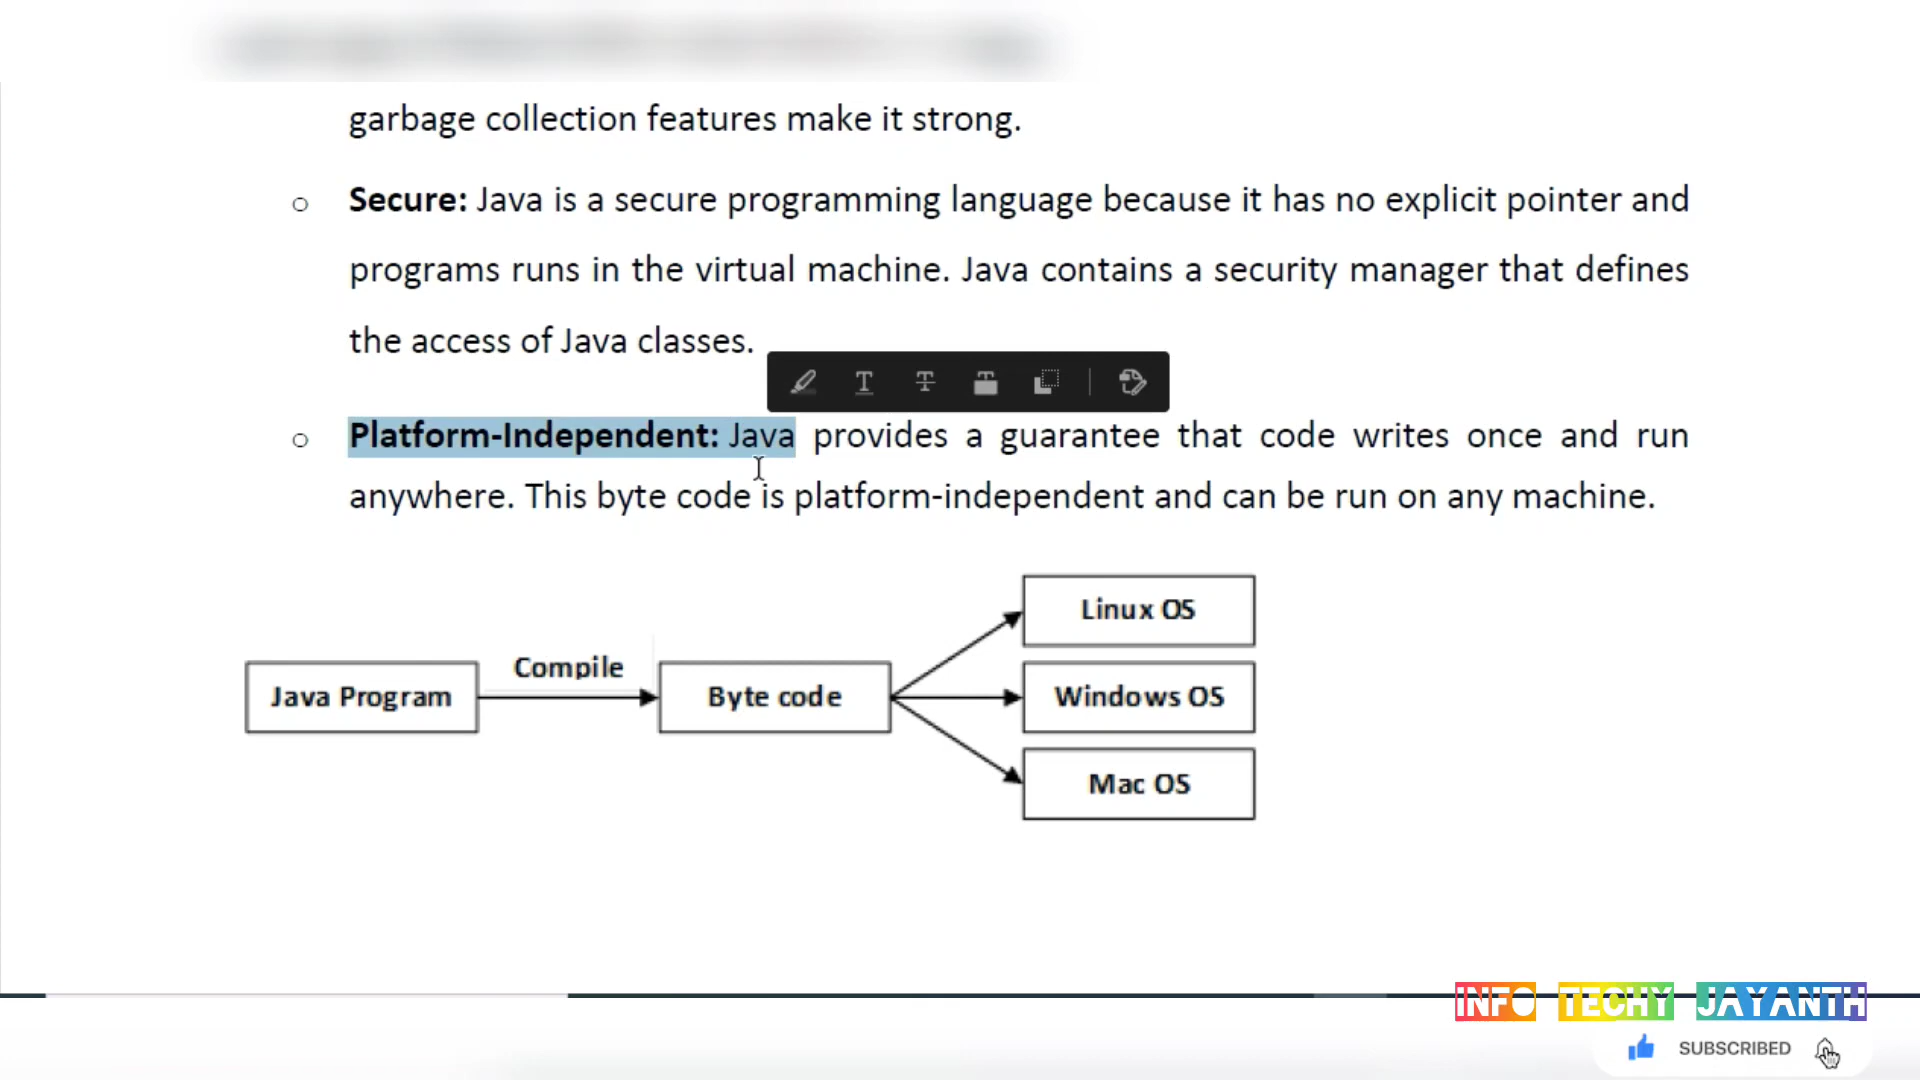 garbage collection features make it strong.
o Secure: Java is a secure programming language because it has no explicit pointer and
programs runs in the virtual machine. Java contains a security manager that defines
the access of Java classes.
o Platform-Independent: Java provides a guarantee that code writes once and run
anywhere. This byte code is platform-independent and can be run on any machine.
Linux OS
Compile
Java Program
Byte code
Windows OS
Mac OS
INFO TECHY JAYANTH
SUBSCRIBED